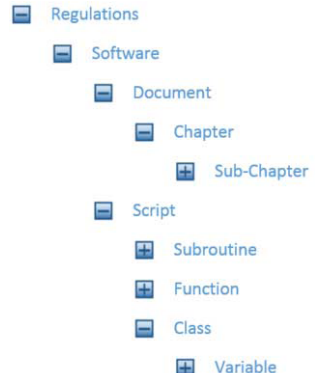 Regulations
Software
Document
Chapter
Sub-Chapter
Script
Subroutine
Function
Class
Variable